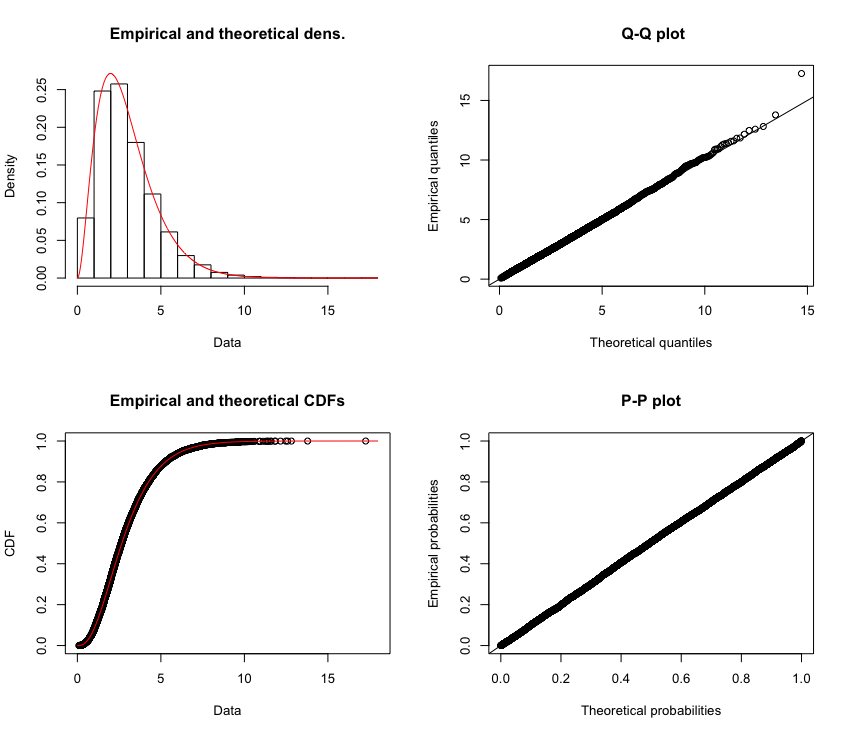 Empirical and theoretical dens.
Density
0.00 0.05 0.10 0.15 0.20 0.25
0 5 10 15
Data
Q-Q plot
Empirical quantiles
0 5 10 15
0 5 10 15
Theoretical quantiles
Empirical and theoretical CDFs
CDF
0.0 0.2 0.4 0.6 0.8 1.0
0 5 10 15
Data
P-P plot
Empirical probabilities
0.0 0.2 0.4 0.6 0.8 1.0
0.0 0.2 0.4 0.6 0.8 1.0
Theoretical probabilities